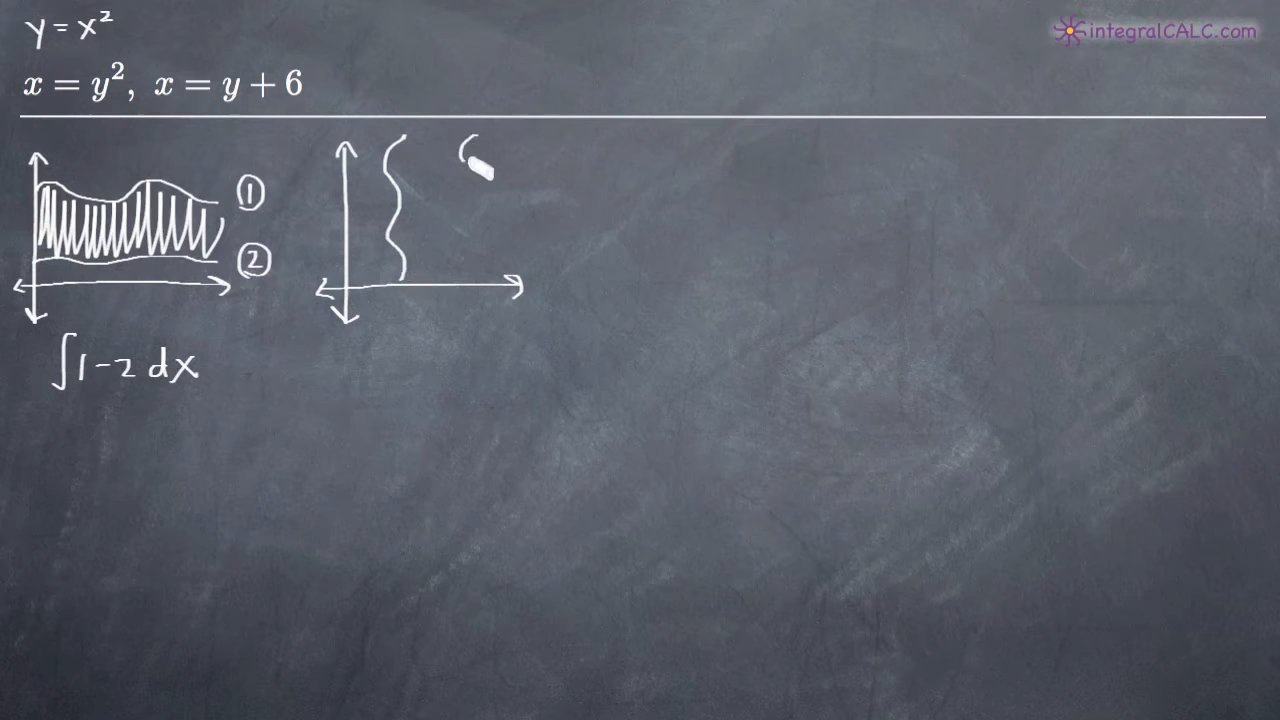 y = x²
integralCALC.com
x = y², x = y + 6
①
②
∫1-2 dx